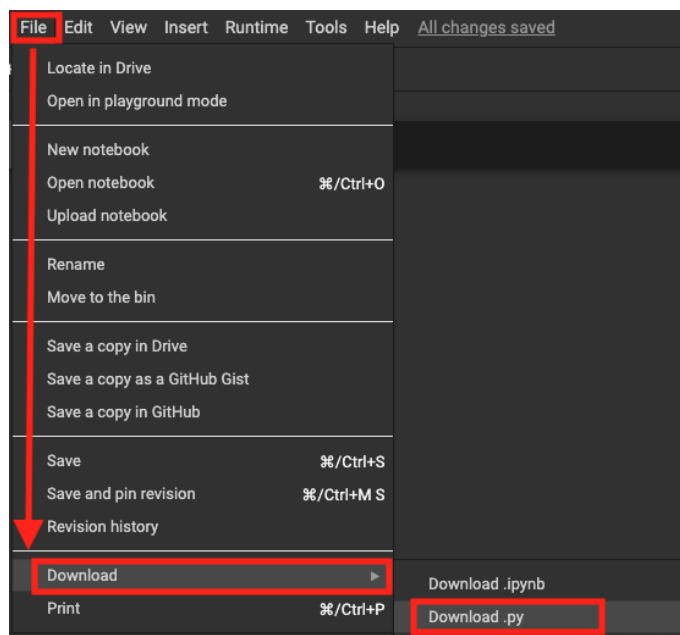 File Edit View Insert Runtime Tools Help All changes saved
Locate in Drive
Open in playground mode
New notebook
Open notebook ⌘/Ctrl+O
Upload notebook
Rename
Move to the bin
Save a copy in Drive
Save a copy as a GitHub Gist
Save a copy in GitHub
Save ⌘/Ctrl+S
Save and pin revision ⌘/Ctrl+M S
Revision history
Download ▶
Download .ipynb
Print ⌘/Ctrl+P
Download .py